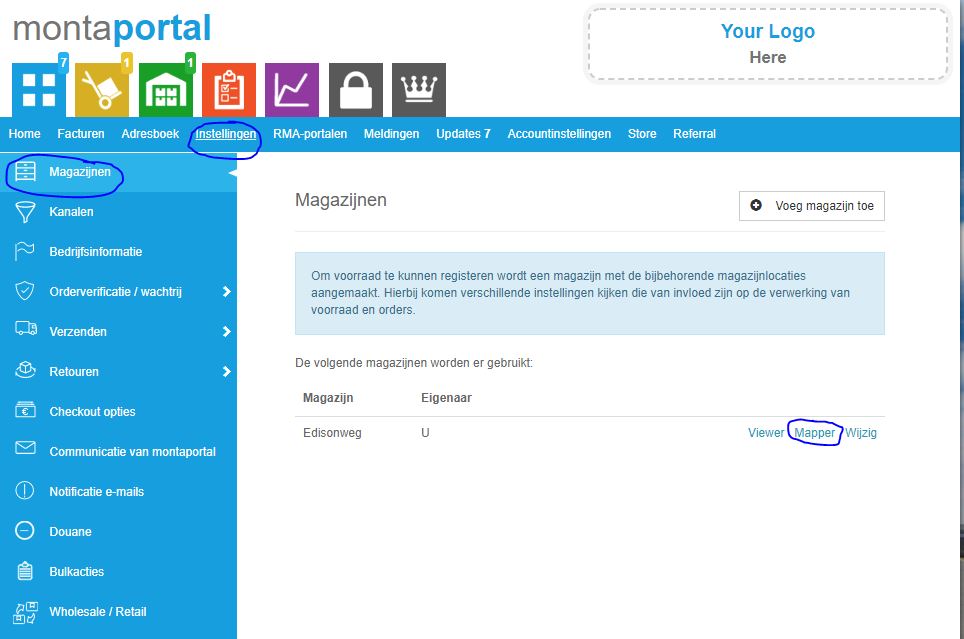 montaportal
Your Logo
Here
7
1
1
Home Facturen Adresboek Instellingen RMA-portalen Meldingen Updates 7 Accountinstellingen Store Referral
Magazijnen
Kanalen
Bedrijfsinformatie
Orderverificatie / wachtrij
Verzenden
Retouren
Checkout opties
Communicatie van montaportal
Notificatie e-mails
Douane
Bulkacties
Wholesale / Retail
Magazijnen
Voeg magazijn toe
Om voorraad te kunnen registeren wordt een magazijn met de bijbehorende magazijnlocaties
aangemaakt. Hierbij komen verschillende instellingen kijken die van invloed zijn op de verwerking van
voorraad en orders.
De volgende magazijnen worden er gebruikt:
Magazijn Eigenaar
Edisonweg U Viewer Mapper Wijzig